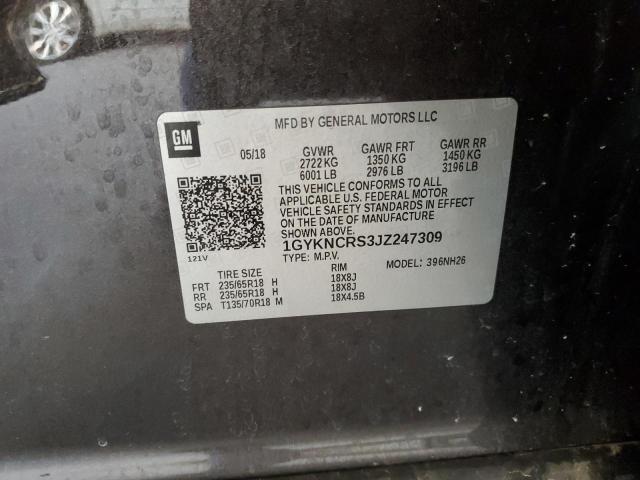 MFD BY GENERAL MOTORS LLC
GM
05/18 GVWR GAWR FRT GAWR RR
2722 KG 1350 KG 1450 KG
6001 LB 2976 LB 3196 LB
THIS VEHICLE CONFORMS TO ALL
APPLICABLE U.S. FEDERAL MOTOR
VEHICLE SAFETY STANDARDS IN EFFECT
ON THE DATE OF MANUFACTURE
SHOWN ABOVE.
1GYKNCRS3JZ247309
121V TYPE: M.P.V. MODEL: 396NH26
TIRE SIZE RIM
FRT 235/65R18 H 18X8J
RR 235/65R18 H 18X8J
SPA T135/70R18 M 18X4.5B